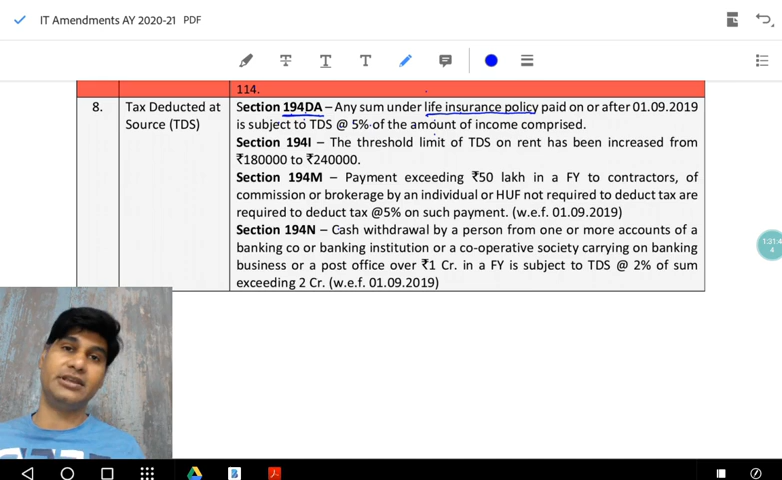 IT Amendments AY 2020-21 PDF
114.
8. Tax Deducted at Source (TDS)
Section 194DA – Any sum under life insurance policy paid on or after 01.09.2019
is subject to TDS @ 5% of the amount of income comprised.
Section 194I – The threshold limit of TDS on rent has been increased from
₹180000 to ₹240000.
Section 194M – Payment exceeding ₹50 lakh in a FY to contractors, of
commission or brokerage by an individual or HUF not required to deduct tax are
required to deduct tax @5% on such payment. (w.e.f. 01.09.2019)
Section 194N – Cash withdrawal by a person from one or more accounts of a
banking co or banking institution or a co-operative society carrying on banking
business or a post office over ₹1 Cr. in a FY is subject to TDS @ 2% of sum
exceeding 2 Cr. (w.e.f. 01.09.2019)
1:31:4
4